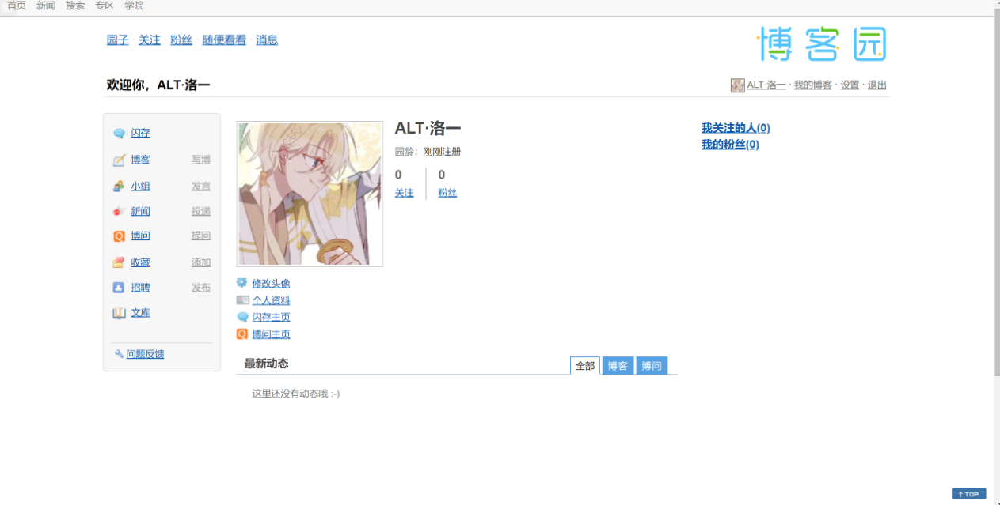 首页 新闻 搜索 专区 学院
园子 · 关注 · 粉丝 · 随便看看 · 消息
博客园
欢迎你，ALT·洛一
ALT·洛一 · 我的博客 · 设置 · 退出
闪存
博客 写博
小组 发言
新闻 投递
博问 提问
收藏 添加
招聘 发布
文库
问题反馈
ALT·洛一
园龄：刚刚注册
0 0
关注 粉丝
修改头像
个人资料
闪存主页
博问主页
最新动态 全部 博客 博问
这里还没有动态哦 :-)
我关注的人(0)
我的粉丝(0)
↑ TOP